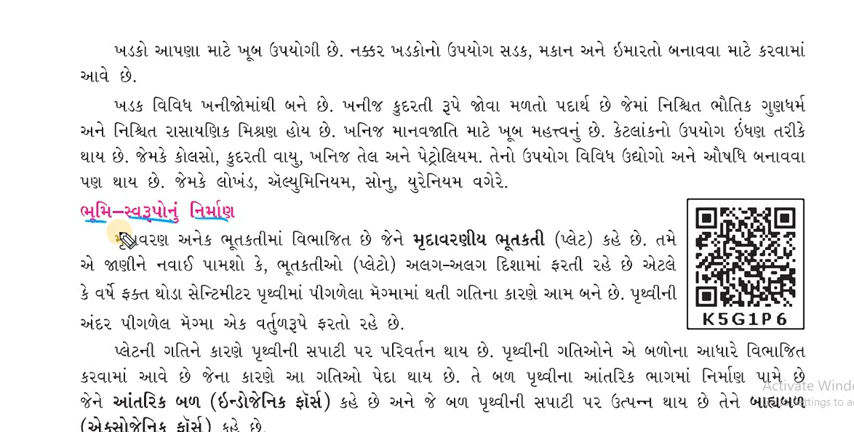 ખડકો આપણા માટે ખૂબ ઉપયોગી છે. નક્કર ખડકોનો ઉપયોગ સડક, મકાન અને ઇમારતો બનાવવા માટે કરવામાં
આવે છે.
ખડક વિવિધ ખનીજોમાંથી બને છે. ખનીજ કુદરતી રૂપે જોવા મળતો પદાર્થ છે જેમાં નિશ્ચિત ભૌતિક ગુણધર્મ
અને નિશ્ચિત રાસાયણિક મિશ્રણ હોય છે. ખનિજ માનવજાતિ માટે ખૂબ મહત્ત્વનું છે. કેટલાંકનો ઉપયોગ ઇંધણ તરીકે
થાય છે. જેમકે કોલસો, કુદરતી વાયુ, ખનિજ તેલ અને પેટ્રોલિયમ. તેનો ઉપયોગ વિવિધ ઉદ્યોગો અને ઔષધિ બનાવવા
પણ થાય છે. જેમકે લોખંડ, ઍલ્યુમિનિયમ, સોનુ, યુરેનિયમ વગેરે.
ભૂમિ-સ્વરૂપોનું નિર્માણ
મૃદાવરણ અનેક ભૂતકતીમાં વિભાજિત છે જેને મૃદાવરણીય ભૂતકતી (પ્લેટ) કહે છે. તમે
એ જાણીને નવાઈ પામશો કે, ભૂતકતીઓ (પ્લેટો) અલગ-અલગ દિશામાં ફરતી રહે છે એટલે
કે વર્ષે ફક્ત થોડા સેન્ટિમીટર પૃથ્વીમાં પીગળેલા મૅગ્મામાં થતી ગતિના કારણે આમ બને છે. પૃથ્વીની
અંદર પીગળેલ મૅગ્મા એક વર્તુળરૂપે ફરતો રહે છે.
K5G1P6
પ્લેટની ગતિને કારણે પૃથ્વીની સપાટી પર પરિવર્તન થાય છે. પૃથ્વીની ગતિઓને એ બળોના આધારે વિભાજિત
કરવામાં આવે છે જેના કારણે આ ગતિઓ પેદા થાય છે. તે બળ પૃથ્વીના આંતરિક ભાગમાં નિર્માણ પામે છે
Activate Windo
જેને આંતરિક બળ (ઇન્ડોજેનિક ફૉર્સ) કહે છે અને જે બળ પૃથ્વીની સપાટી પર ઉત્પન્ન થાય છે તેને બાહ્યબળ
ettings to a
(એક્સોજેનિક ફૉર્સ) કહે છે.